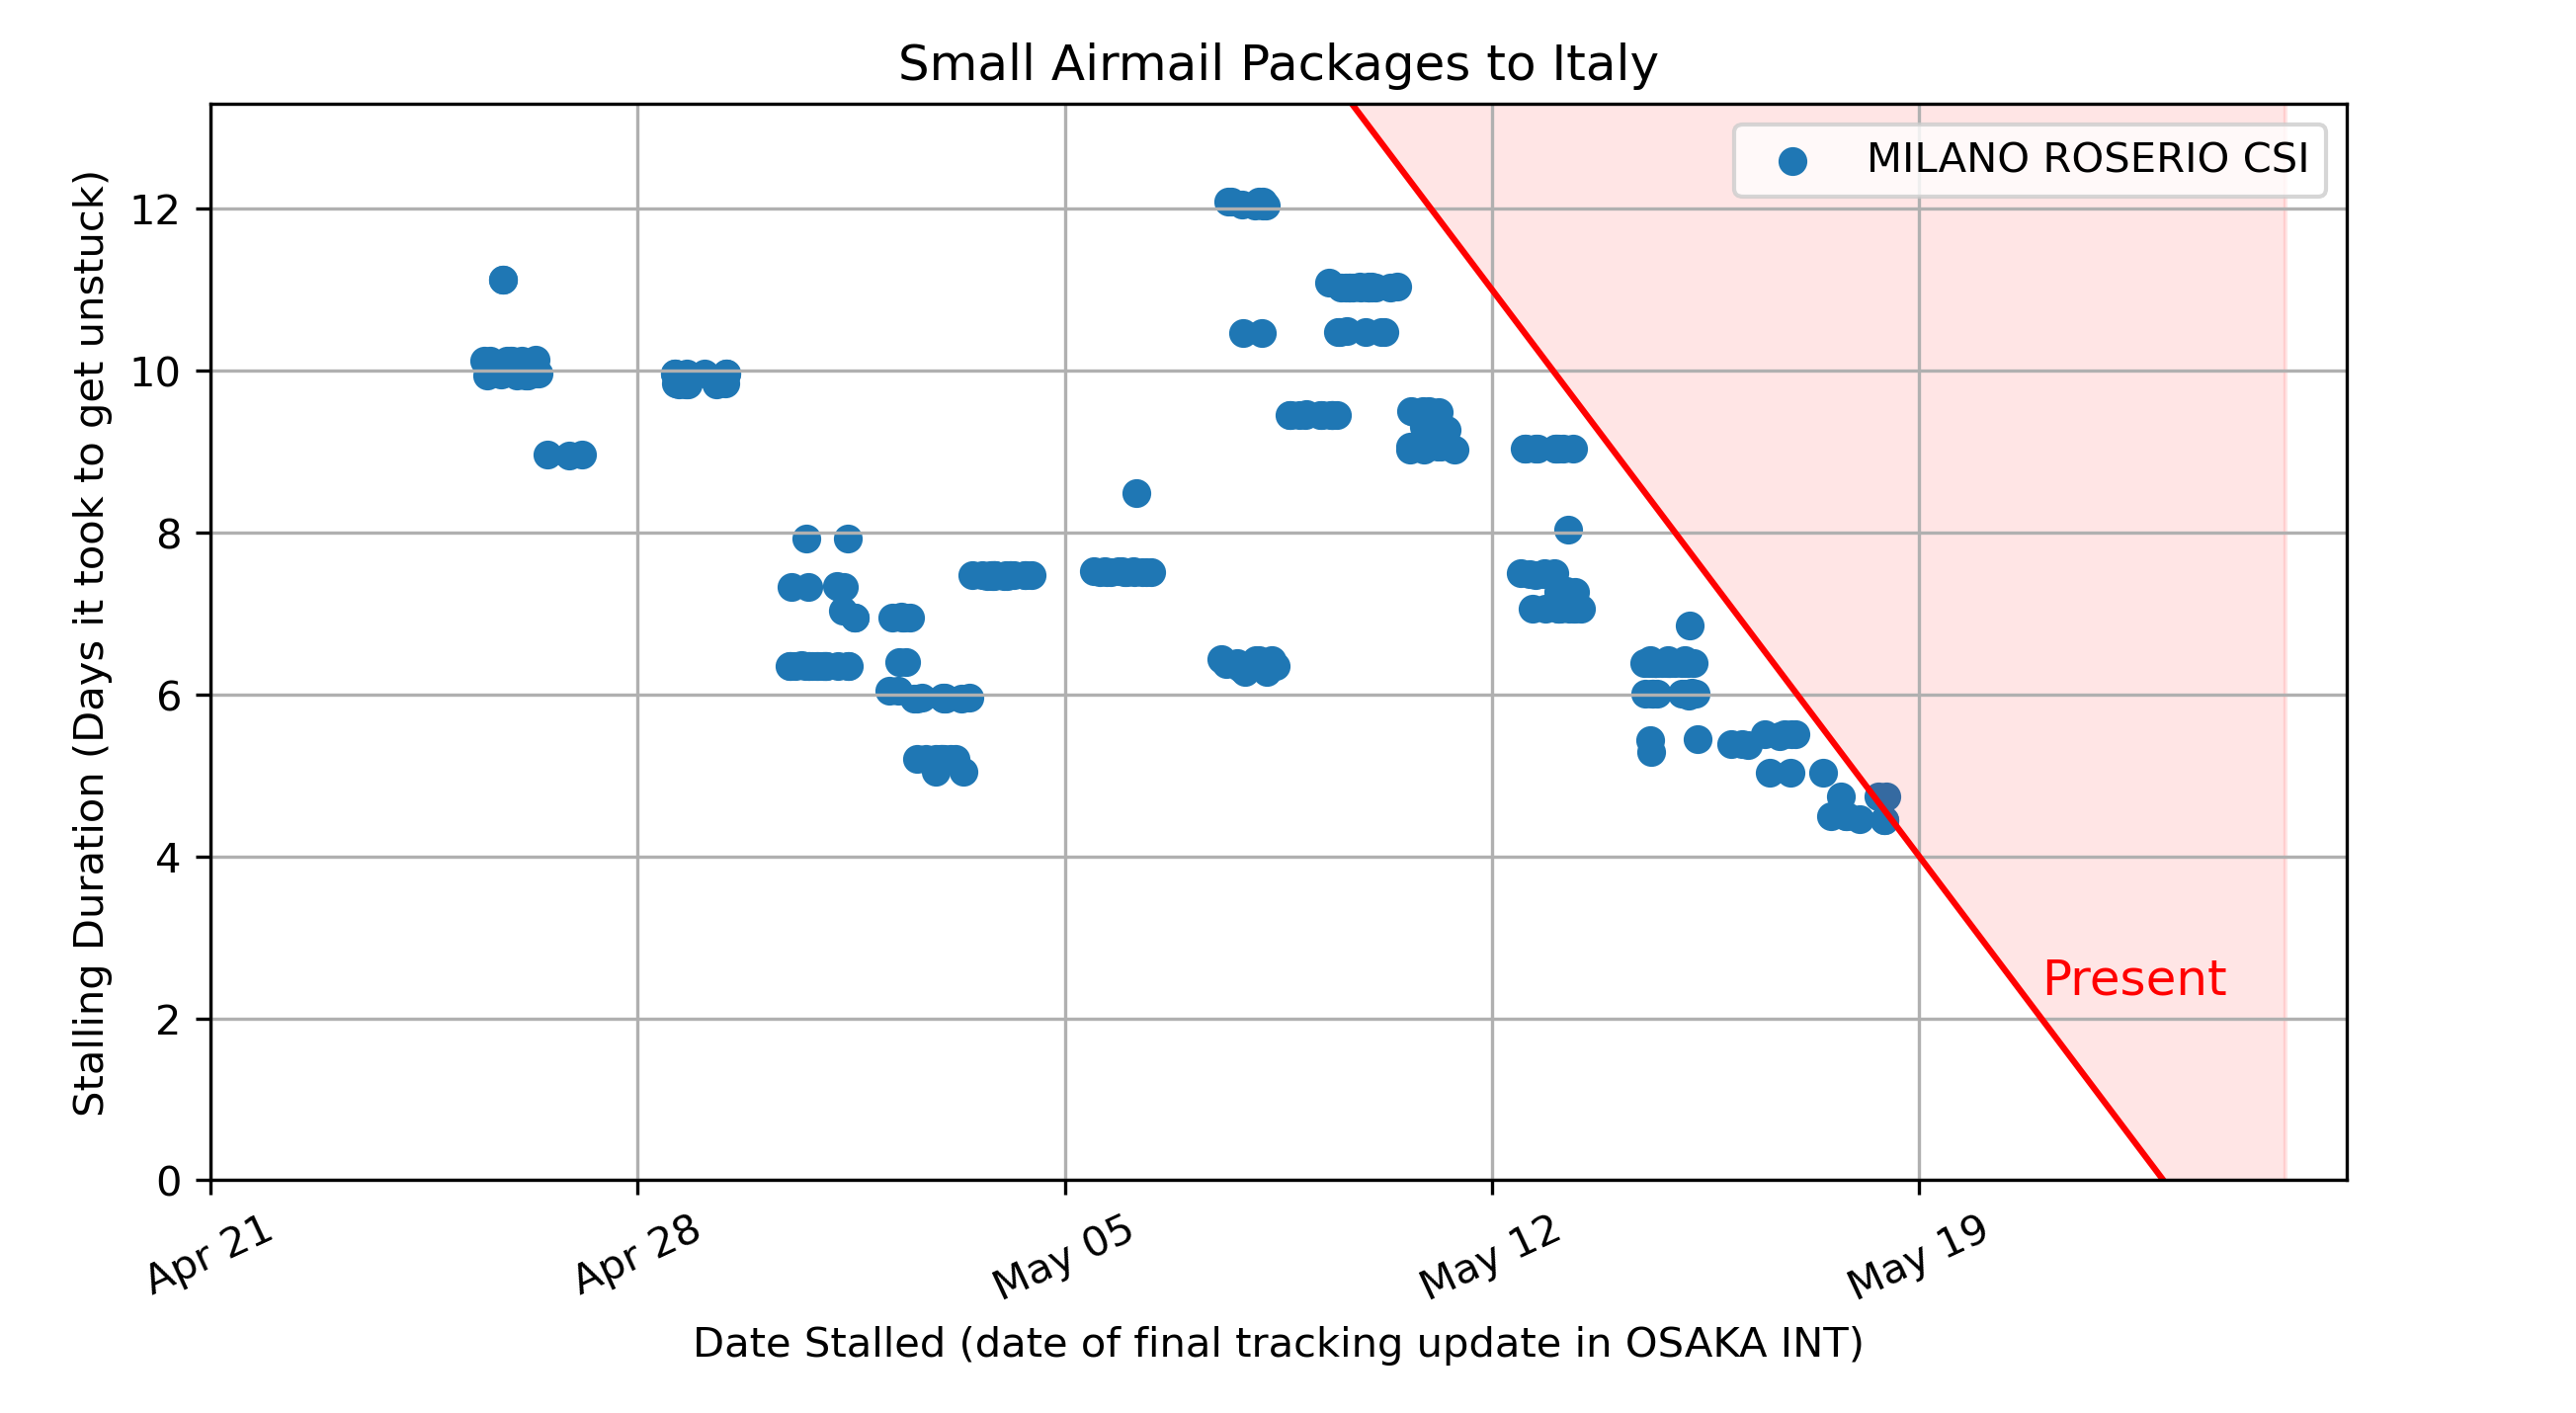 Small Airmail Packages to Italy
MILANO ROSERIO CSI
Stalling Duration (Days it took to get unstuck)
12
10
8
6
4
2
0
Present
Apr 21
Apr 28
May 05
May 12
May 19
Date Stalled (date of final tracking update in OSAKA INT)